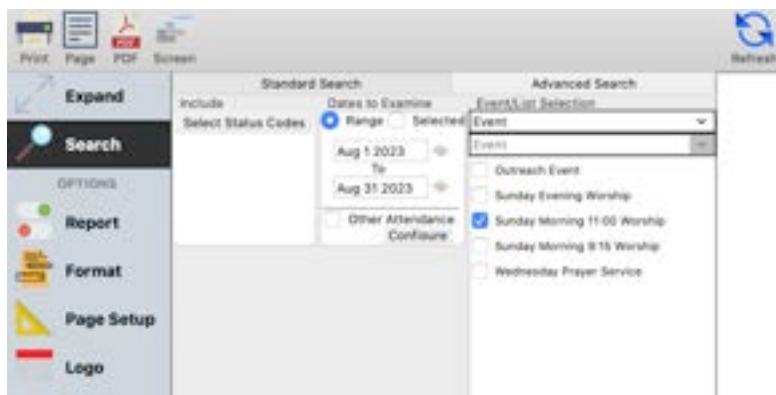 Print Page PDF Screen Refresh
Standard Search Advanced Search
Expand
Search
OPTIONS
Report
Format
Page Setup
Logo
Include
Select Status Codes
Dates to Examine
Range Selected
Aug 1 2023
To
Aug 31 2023
Other Attendance
Configure
Event/List Selection
Event
Event
Outreach Event
Sunday Evening Worship
Sunday Morning 11:00 Worship
Sunday Morning 9:15 Worship
Wednesday Prayer Service